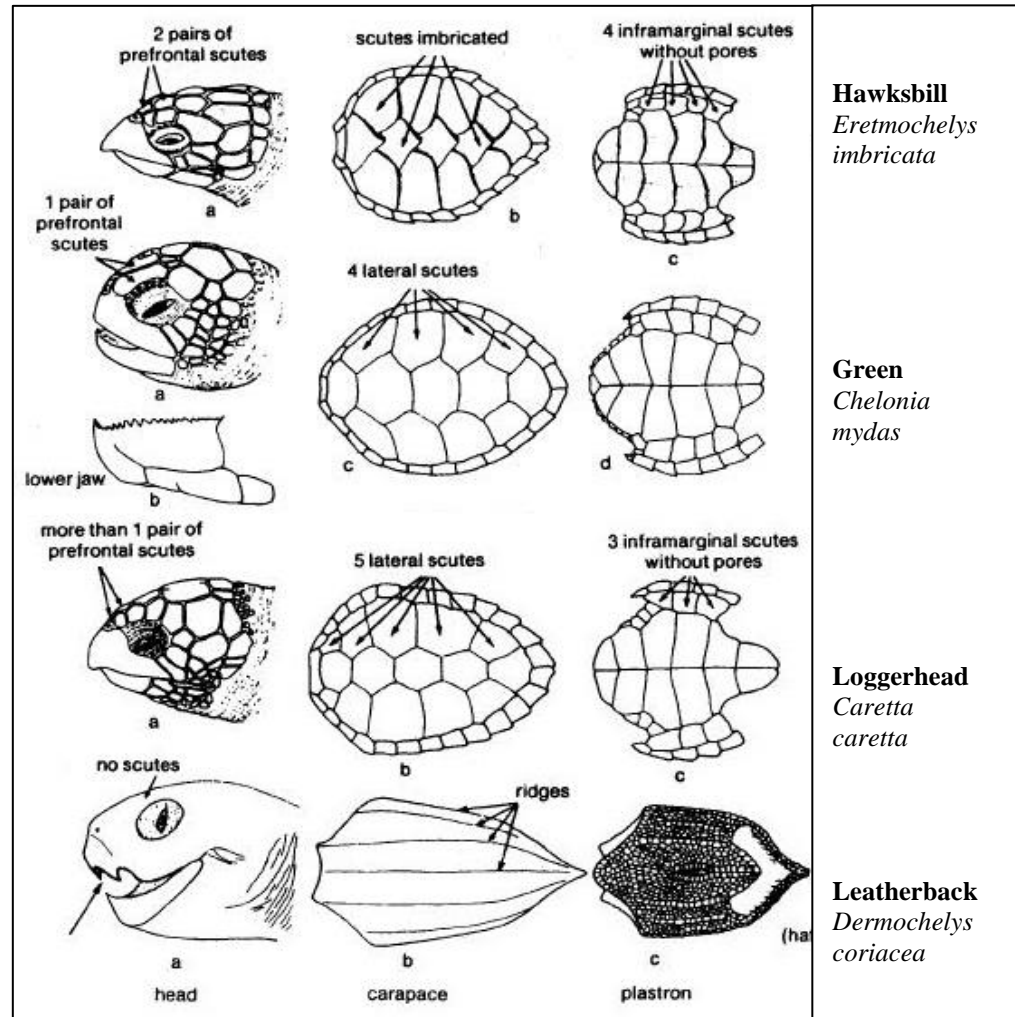 2 pairs of
prefrontal scutes
scutes imbricated
4 inframarginal scutes
without pores
a
b
c
Hawksbill
Eretmochelys
imbricata
1 pair of
prefrontal
scutes
4 lateral scutes
a
c
d
lower jaw
b
Green
Chelonia
mydas
more than 1 pair of
prefrontal scutes
5 lateral scutes
3 inframarginal scutes
without pores
a
b
c
Loggerhead
Caretta
caretta
no scutes
ridges
a
b
c
head
carapace
plastron
Leatherback
Dermochelys
coriacea